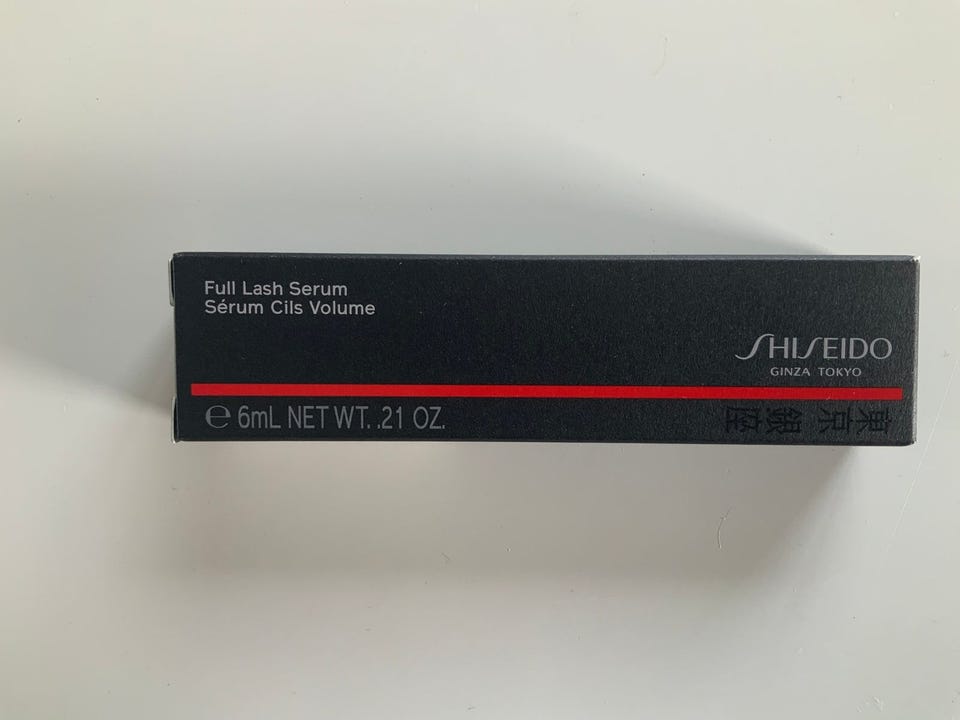 Full Lash Serum
Sérum Cils Volume
SHISEIDO
GINZA TOKYO
℮ 6mL NET WT. .21 OZ.
東京銀座